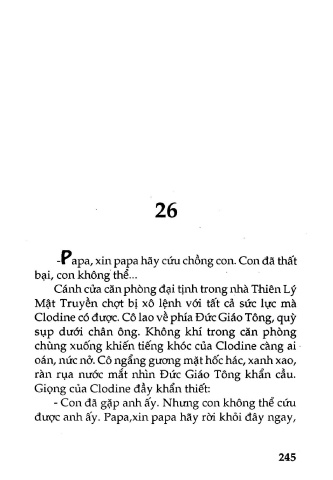 26
-Papa, xin papa hãy cứu chồng con. Con đã thất
bại, con không thể...
Cánh cửa căn phòng đại tịnh trong nhà Thiên Lý
Mật Truyền chợt bị xô lệnh với tất cả sức lực mà
Clodine có được. Cô lao về phía Đức Giáo Tông, quỳ
sụp dưới chân ông. Không khí trong căn phòng
chùng xuống khiến tiếng khóc của Clodine càng ai
oán, nức nở. Cô ngẩng gương mặt hốc hác, xanh xao,
ràn rụa nước mắt nhìn Đức Giáo Tông khẩn cầu.
Giọng của Clodine đầy khẩn thiết:
- Con đã gặp anh ấy. Nhưng con không thể cứu
được anh ấy. Papa,xin papa hãy rời khỏi đây ngay,
245